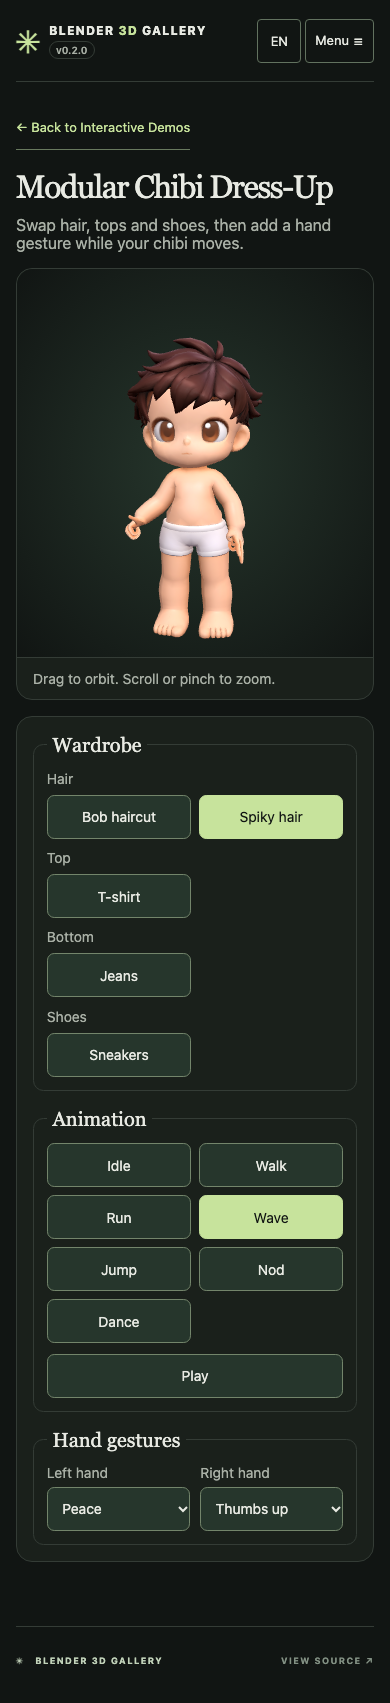 BLENDER 3D GALLERY
v0.2.0
EN
Menu ≡
← Back to Interactive Demos
Modular Chibi Dress-Up
Swap hair, tops and shoes, then add a hand
gesture while your chibi moves.
Drag to orbit. Scroll or pinch to zoom.
Wardrobe
Hair
Bob haircut
Spiky hair
Top
T-shirt
Bottom
Jeans
Shoes
Sneakers
Animation
Idle
Walk
Run
Wave
Jump
Nod
Dance
Play
Hand gestures
Left hand
Right hand
Peace
Thumbs up
BLENDER 3D GALLERY
VIEW SOURCE ↗